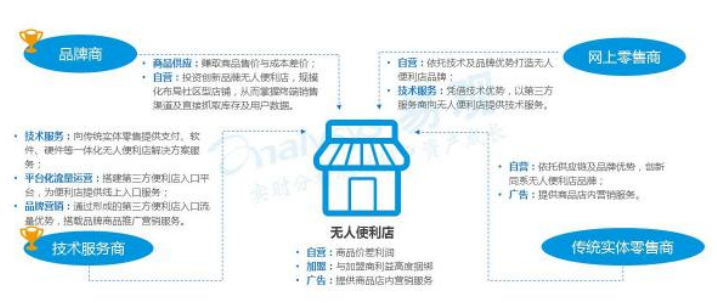 品牌商
• 商品供应：赚取商品售价与成本差价；
• 自营：投资创新品牌无人便利店，规模
化布局社区型店铺，从而掌握终端销售
渠道及直接抓取库存及用户数据。
网上零售商
• 自营：依托技术及品牌优势打造无人
便利店品牌；
• 技术服务：凭借技术优势，以第三方
服务商向无人便利店提供技术服务。
• 技术服务：向传统实体零售提供支付、软
件、硬件等一体化无人便利店解决方案服
务；
• 平台化流量运营：搭建第三方便利店入口平
台，为便利店提供线上入口服务；
• 品牌营销：通过形成的第三方便利店入口流
量优势，搭载品牌商品推广营销服务。
技术服务商
• 自营：依托供应链及品牌优势，创新
同系无人便利店品牌；
• 广告：提供商品店内营销服务。
传统实体零售商
无人便利店
• 自营：商品价差利润
• 加盟：与加盟商利益高度捆绑
• 广告：提供商品店内营销服务
易观